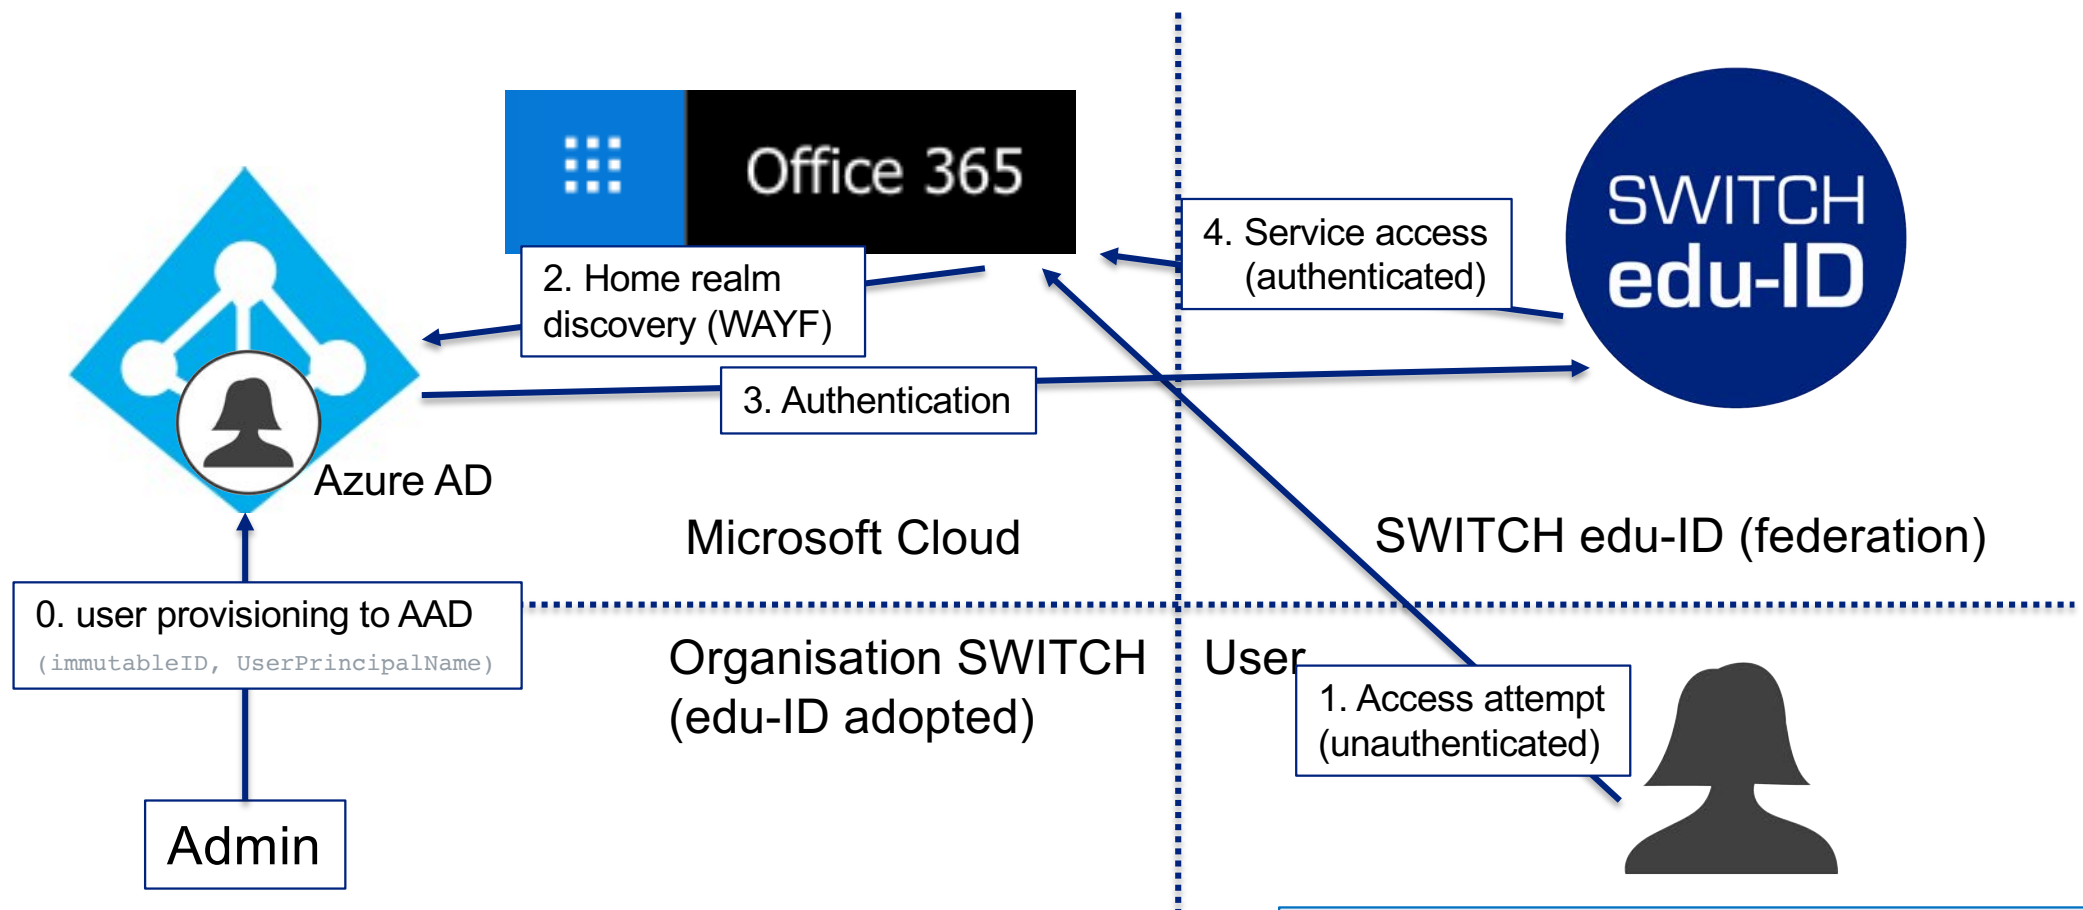 Office 365
SWITCH
edu-ID
4. Service access
(authenticated)
2. Home realm
discovery (WAYF)
3. Authentication
Azure AD
Microsoft Cloud
SWITCH edu-ID (federation)
0. user provisioning to AAD
(immutableID, UserPrincipalName)
Organisation SWITCH
(edu-ID adopted)
User
1. Access attempt
(unauthenticated)
Admin